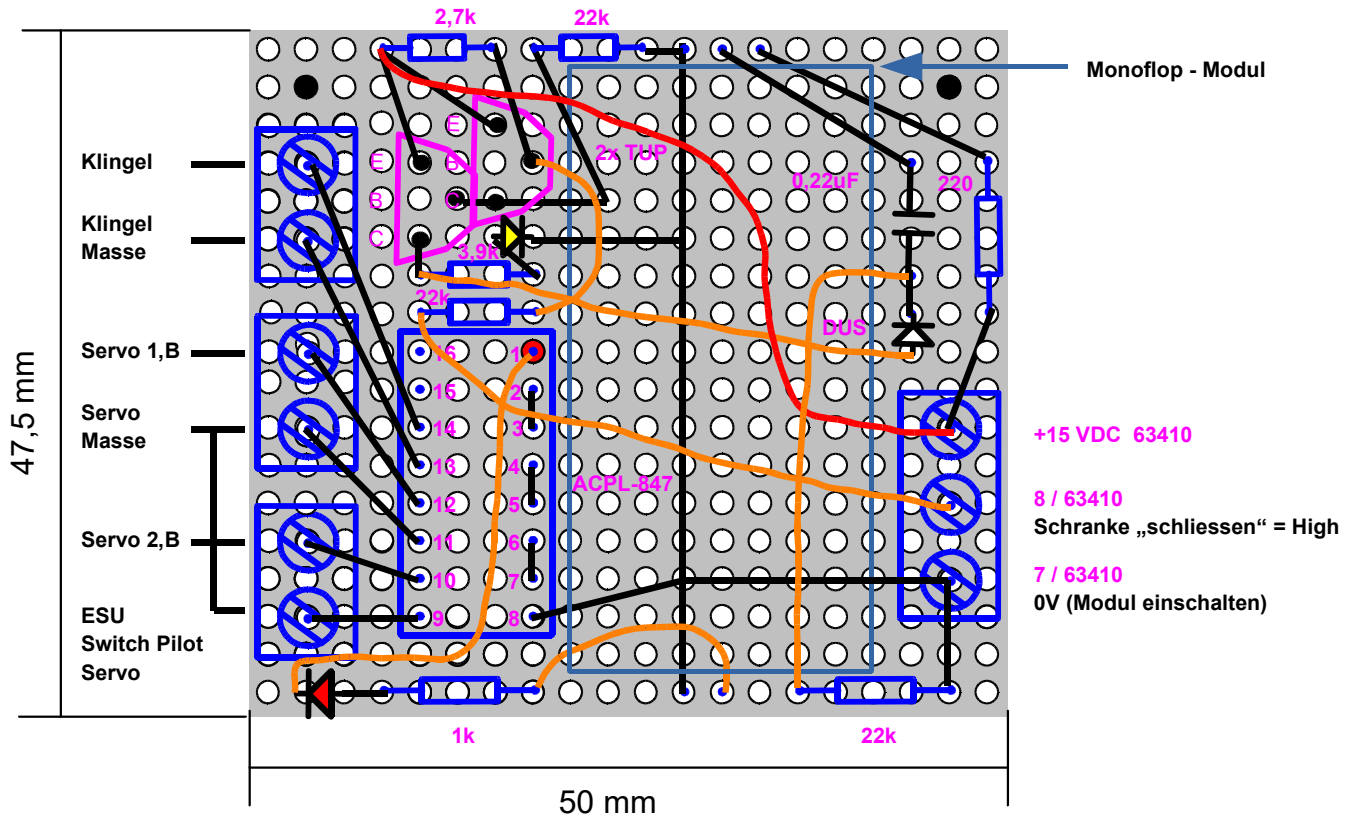 2,7k
22k
Monoflop - Modul
E
2x TUP
Klingel
E
B
0,22uF
220
B
C
Klingel
Masse
C
3,9k
22k
DUS
Servo 1,B
16
1
15
2
Servo
Masse
14
3
+15 VDC 63410
13
4
ACPL-847
12
5
8 / 63410
Schranke „schliessen“ = High
Servo 2,B
11
6
10
7
7 / 63410
0V (Modul einschalten)
9
8
ESU
Switch Pilot
Servo
1k
22k
47,5 mm
50 mm